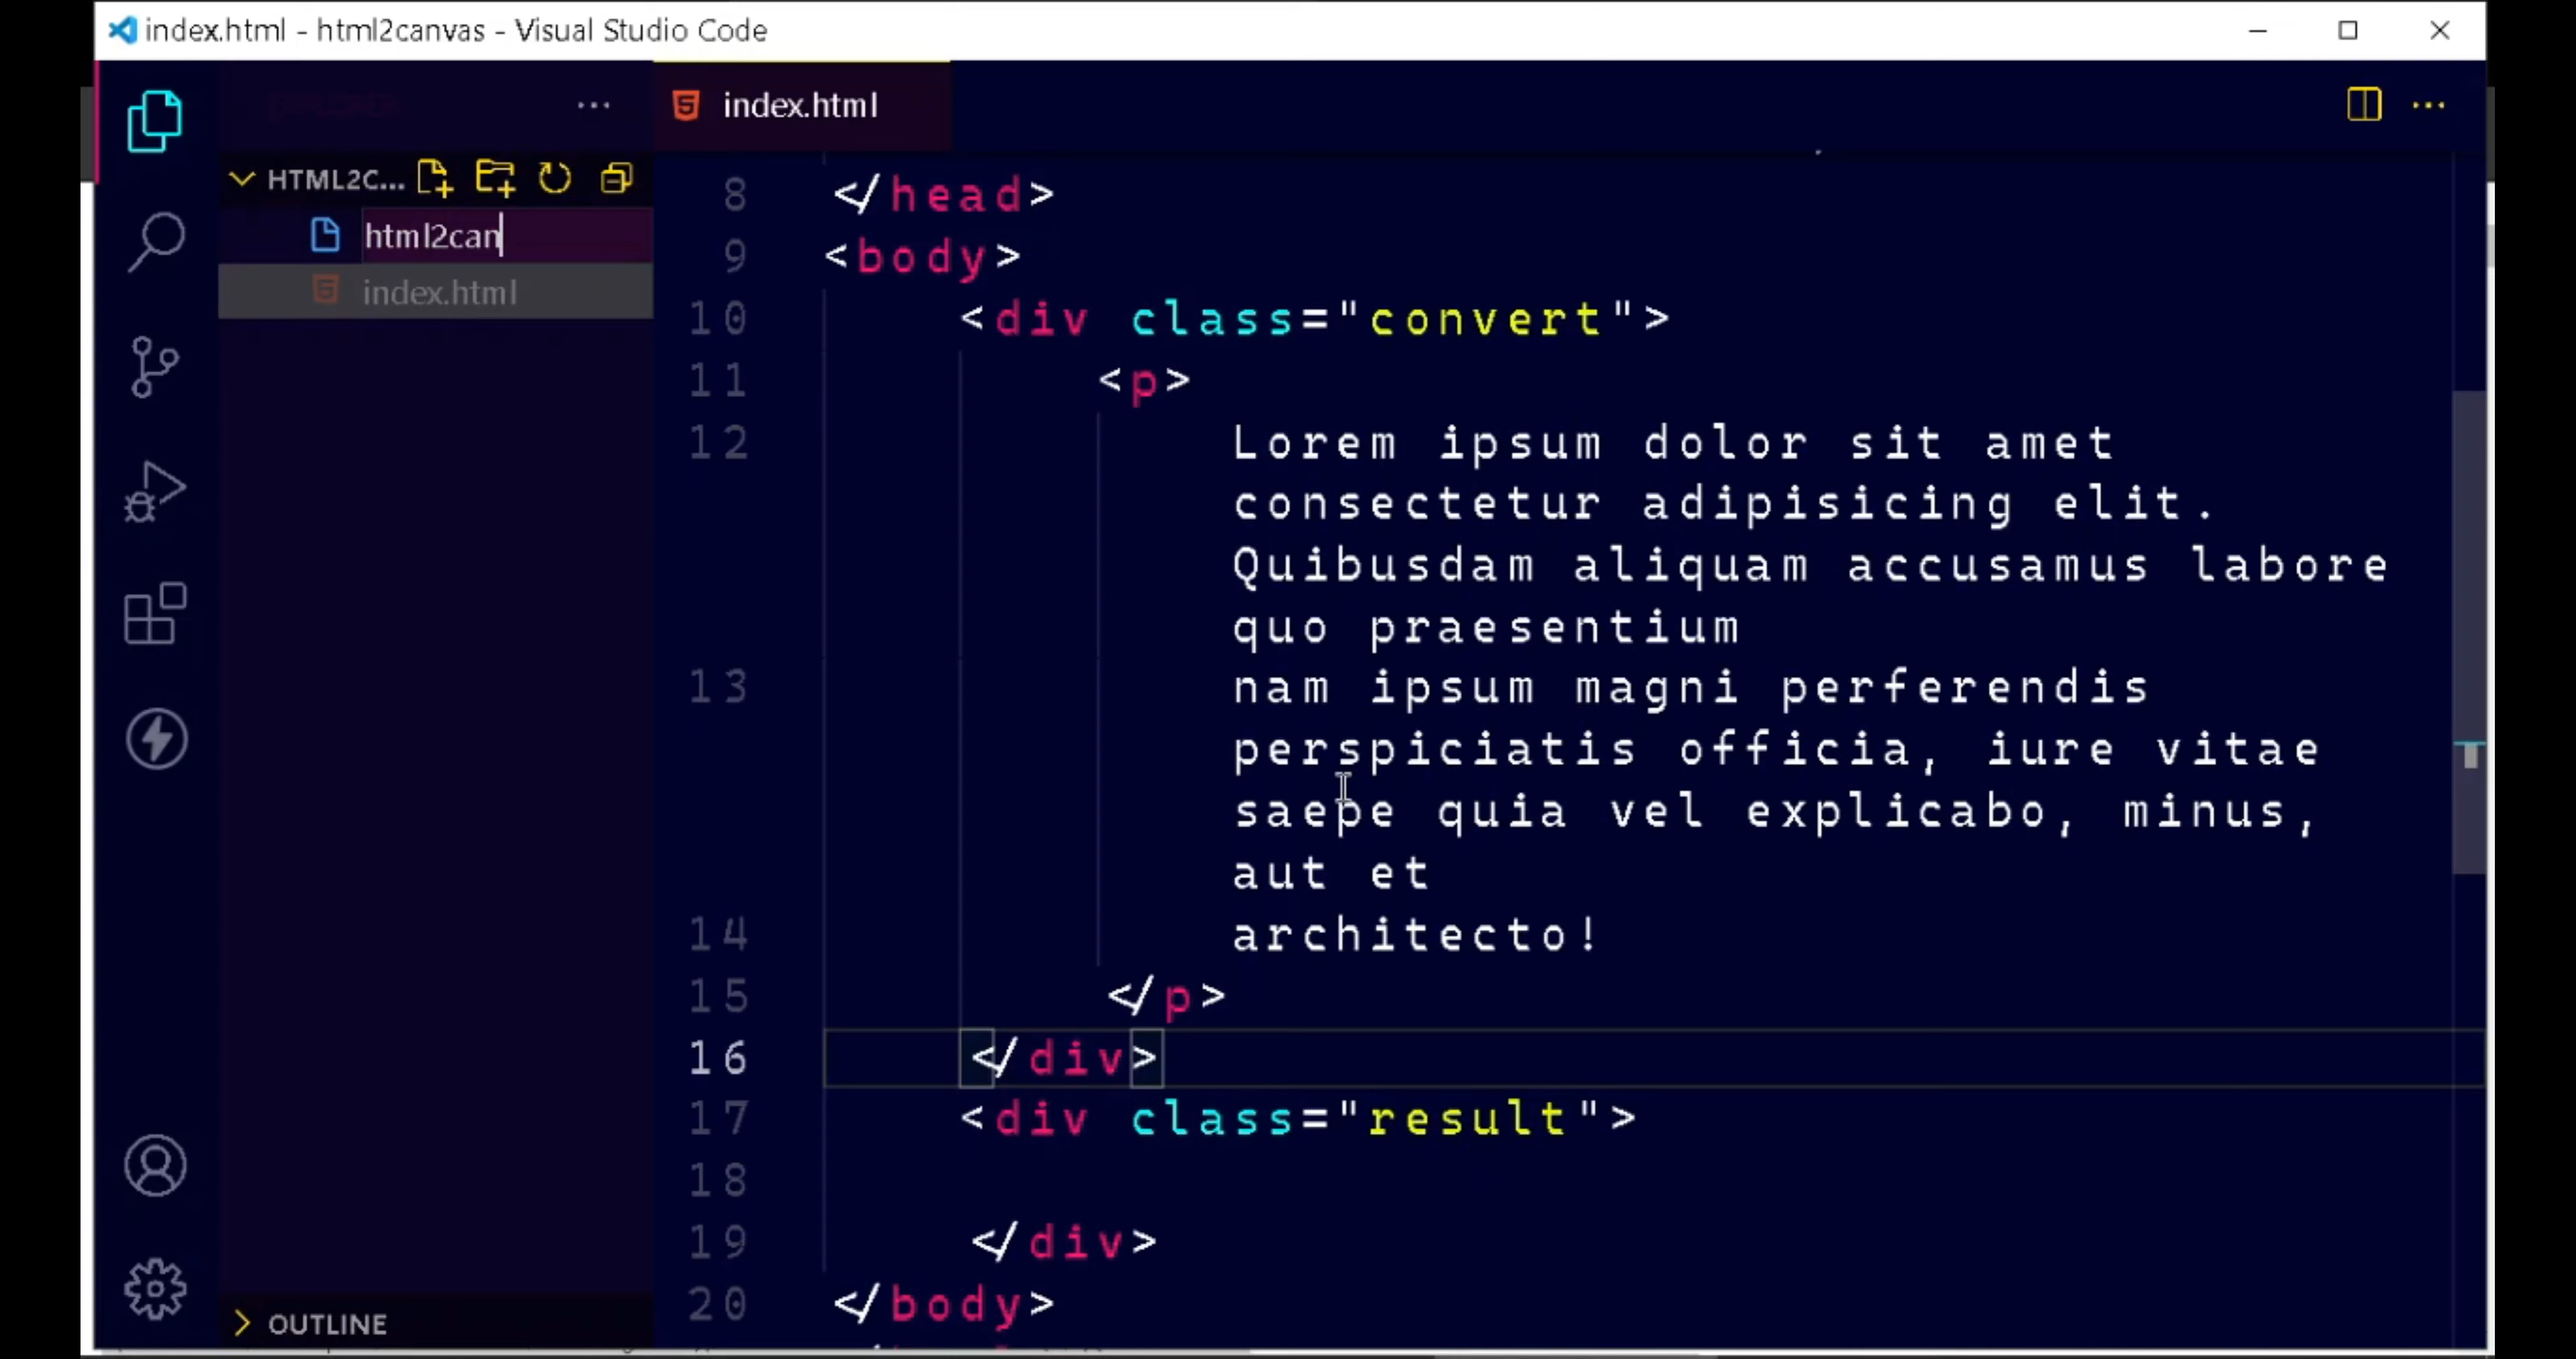 index.html - html2canvas - Visual Studio Code
index.html
HTML2C...
html2can
index.html
8 </head>
9 <body>
10 <div class="convert">
11 <p>
12 Lorem ipsum dolor sit amet
consectetur adipisicing elit.
Quibusdam aliquam accusamus labore
quo praesentium
13 nam ipsum magni perferendis
perspiciatis officia, iure vitae
saepe quia vel explicabo, minus,
aut et
14 architecto!
15 </p>
16 </div>
17 <div class="result">
18
19 </div>
20 </body>
OUTLINE